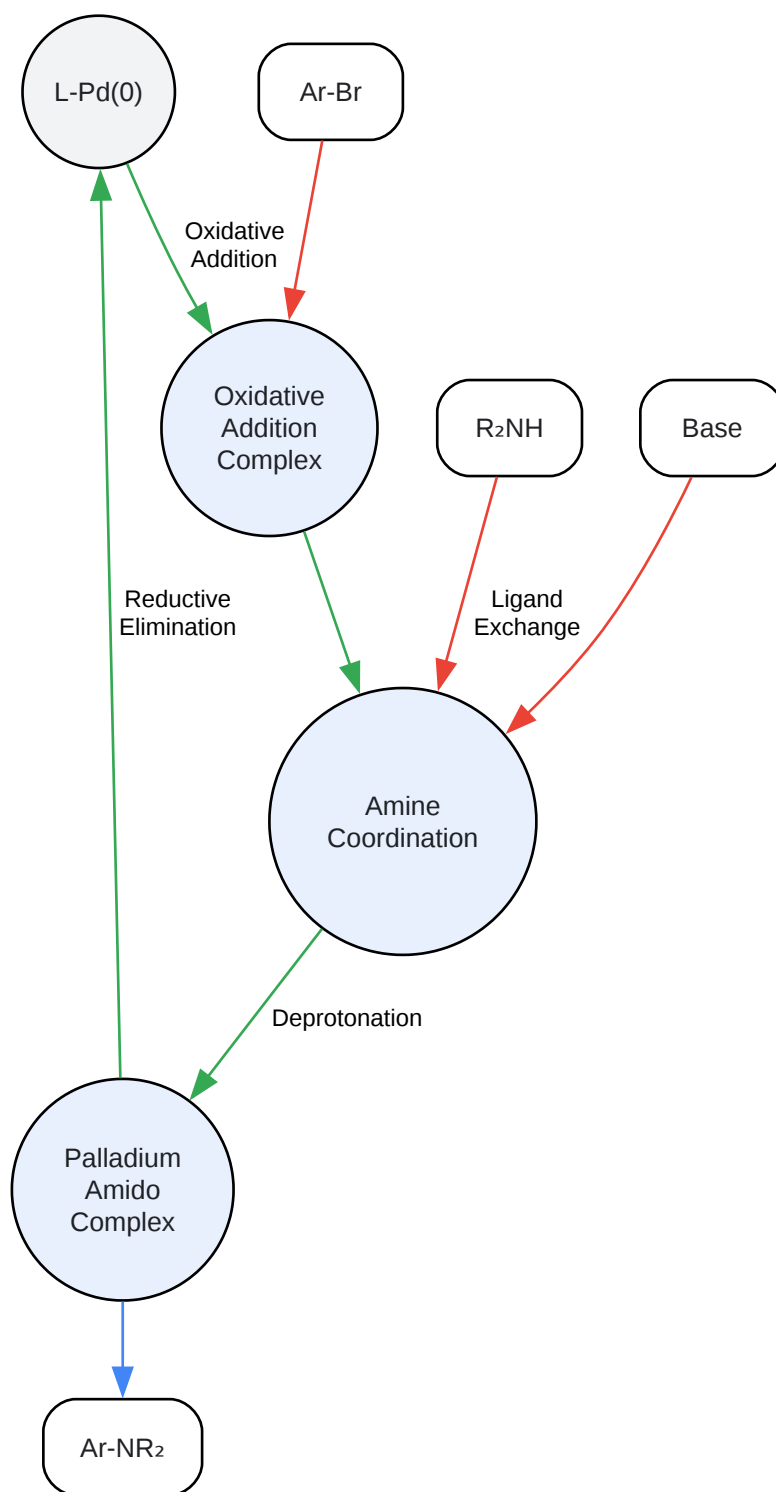 L-Pd(0)
Ar-Br
Oxidative
Addition
Oxidative
Addition
Complex
R₂NH
Base
Reductive
Elimination
Ligand
Exchange
Amine
Coordination
Deprotonation
Palladium
Amido
Complex
Ar-NR₂